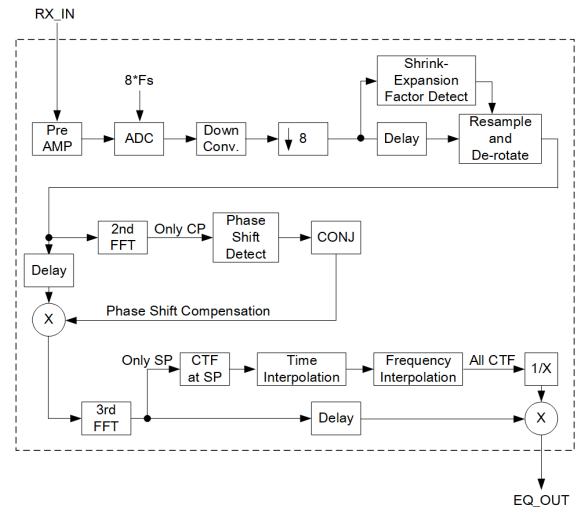 RX_IN
8*Fs
Shrink-
Expansion
Factor Detect
Pre
AMP
ADC
Down
Conv.
8
Delay
Resample
and
De-rotate
2nd
FFT
Only CP
Phase
Shift
Detect
CONJ
Delay
X
Phase Shift Compensation
Only SP
CTF
at SP
Time
Interpolation
Frequency
Interpolation
All CTF
1/X
3rd
FFT
Delay
X
EQ_OUT